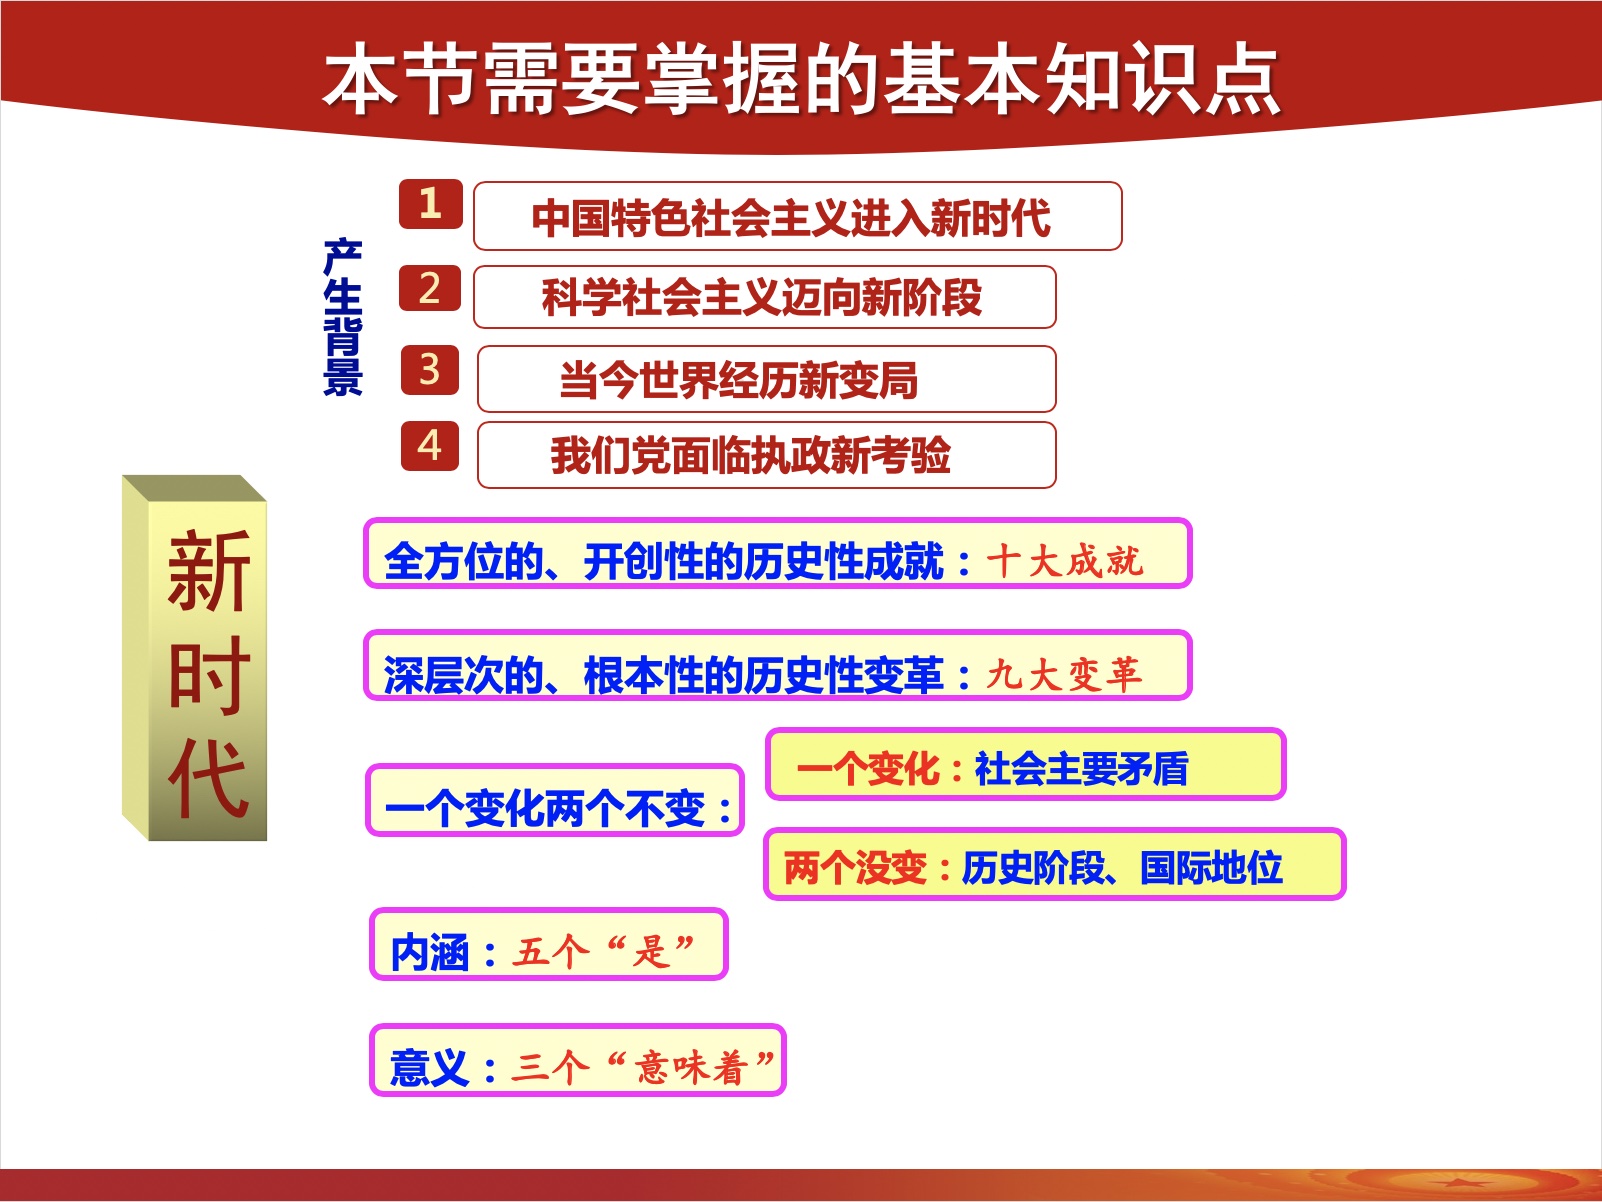 本节需要掌握的基本知识点
产生背景
1 中国特色社会主义进入新时代
2 科学社会主义迈向新阶段
3 当今世界经历新变局
4 我们党面临执政新考验
新时代
全方位的、开创性的历史性成就：十大成就
深层次的、根本性的历史性变革：九大变革
一个变化两个不变：
一个变化：社会主要矛盾
两个没变：历史阶段、国际地位
内涵：五个“是”
意义：三个“意味着”